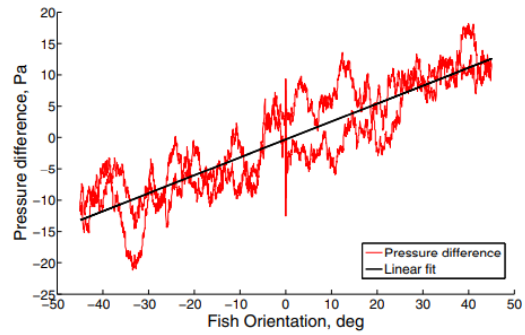 20
15
10
5
0
−5
−10
−15
−20
−25
−50 −40 −30 −20 −10 0 10 20 30 40 50
Pressure difference, Pa
Fish Orientation, deg
Pressure difference
Linear fit